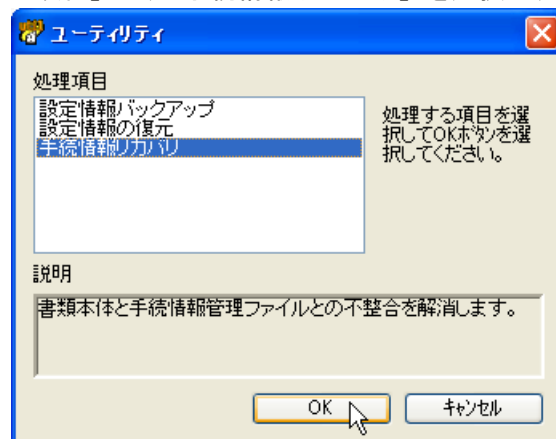 ユーティリティ
処理項目
設定情報バックアップ
設定情報の復元
手続情報リカバリ
処理する項目を選
択してOKボタンを選
択してください。
説明
書類本体と手続情報管理ファイルとの不整合を解消します。
OK
キャンセル